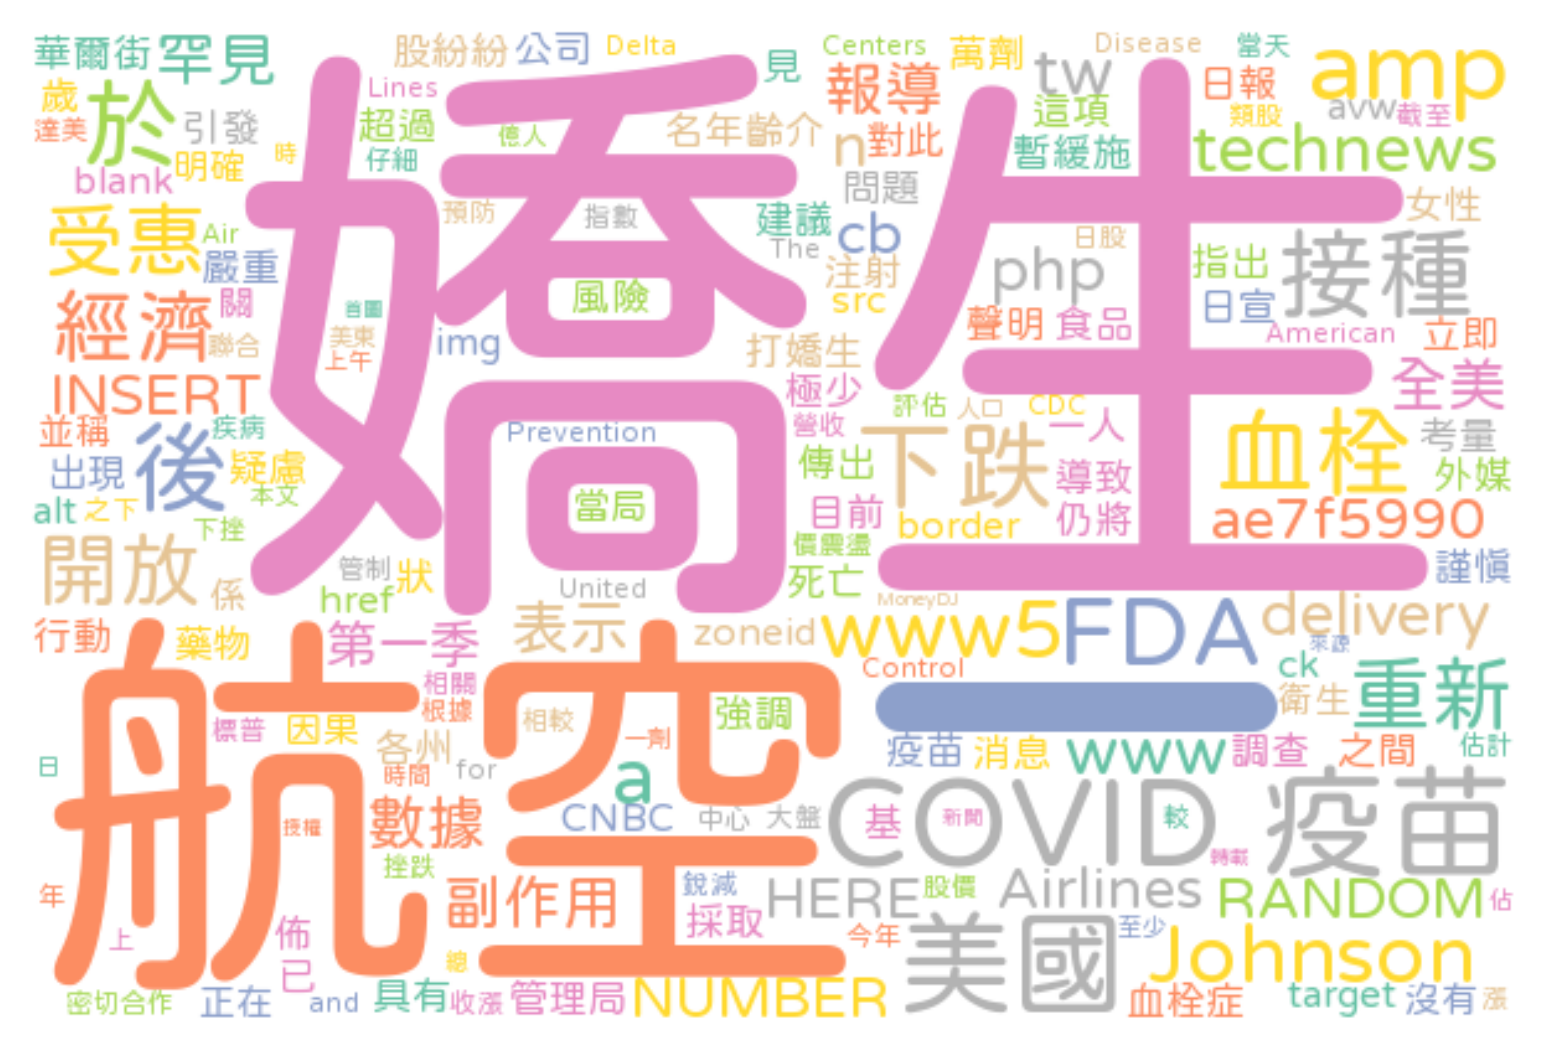 華爾街 罕見 股紛紛 公司 Delta 見 Centers 萬劑 Disease 當天
歲 於 引發 Lines 報導 tw 日報 amp
達美 超過 億人 名年齡介 n 對此 這項 類股 avw 截至
blank 明確 時 仔細 問題 暫緩施 technews
受惠 Air 預防 指數 建議 cb 日股 女性
嚴重 嬌生 The 注射 php 指出 接種
經濟 關 首圖 風險 src 聲明 食品 日宣
聯合 美東 上午 img 打嬌生 American 立即
INSERT 極少 評估 人口 CDC 全美
並稱 後 疾病 Prevention 營收 下跌 一人 血栓 考量
出現 疑慮 傳出 導致 外媒
alt 之下 本文 當局 目前 border 仍將 ae7f5990
下挫 價震盪
開放 係 管制 狀 href United 死亡 謹慎
MoneyDJ
行動 藥物 第一季 表示 zoneid www5 FDA delivery
航空 Control 來源 ck
相關 一 衛生 重新
標普 因果 根據 相較 強調
各州 一劑 疫苗 消息 www 調查 之間 估計
日 時間 for a
授權 數據 CNBC 中心 大盤 COVID 基 新聞 較 疫苗
挫跌 轉載
年 副作用 銳減 HERE 股價 Airlines RANDOM 佔
上 佈 採取 今年 美國 至少 Johnson
已 總
密切合作 正在 and 具有 收漲 管理局 NUMBER 血栓症 target 沒有 漲